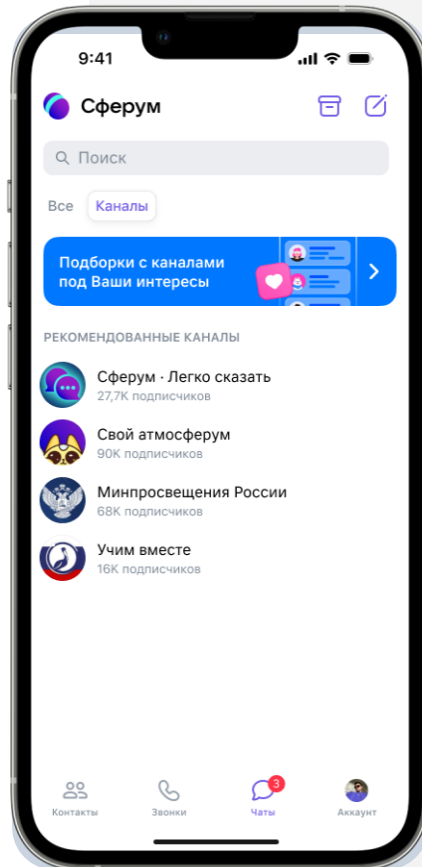 9:41
Сферум
Поиск
Все Каналы
Подборки с каналами
под Ваши интересы
РЕКОМЕНДОВАННЫЕ КАНАЛЫ
Сферум · Легко сказать
27,7K подписчиков
Свой атмосферум
90K подписчиков
Минпросвещения России
68K подписчиков
Учим вместе
16K подписчиков
3
Контакты Звонки Чаты Аккаунт